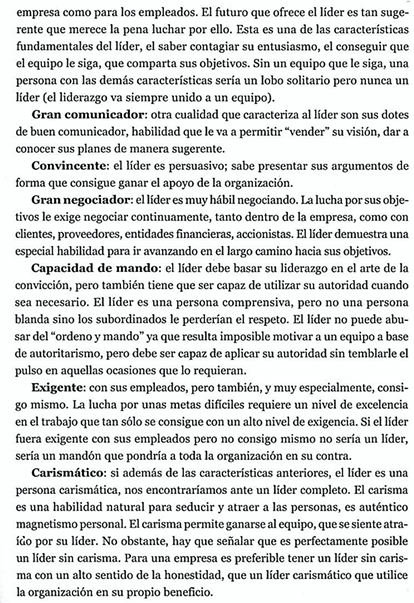 empresa como para los empleados. El futuro que ofrece el líder es tan suge-
rente que merece la pena luchar por ello. Esta es una de las características
fundamentales del líder, el saber contagiar su entusiasmo, el conseguir que
el equipo le siga, que comparta sus objetivos. Sin un equipo que le siga, una
persona con las demás características sería un lobo solitario pero nunca un
líder (el liderazgo va siempre unido a un equipo).
Gran comunicador: otra cualidad que caracteriza al líder son sus dotes
de buen comunicador, habilidad que le va a permitir “vender” su visión, dar a
conocer sus planes de manera sugerente.
Convincente: el líder es persuasivo; sabe presentar sus argumentos de
forma que consigue ganar el apoyo de la organización.
Gran negociador: el líder es muy hábil negociando. La lucha por sus obje-
tivos le exige negociar continuamente, tanto dentro de la empresa, como con
clientes, proveedores, entidades financieras, accionistas. El líder demuestra una
especial habilidad para ir avanzando en el largo camino hacia sus objetivos.
Capacidad de mando: el líder debe basar su liderazgo en el arte de la
convicción, pero también tiene que ser capaz de utilizar su autoridad cuando
sea necesario. El líder es una persona comprensiva, pero no una persona
blanda sino los subordinados le perderían el respeto. El líder no puede abu-
sar del “ordeno y mando” ya que resulta imposible motivar a un equipo a base
de autoritarismo, pero debe ser capaz de aplicar su autoridad sin temblarle el
pulso en aquellas ocasiones que lo requieran.
Exigente: con sus empleados, pero también, y muy especialmente, consi-
go mismo. La lucha por unas metas difíciles requiere un nivel de excelencia
en el trabajo que tan sólo se consigue con un alto nivel de exigencia. Si el líder
fuera exigente con sus empleados pero no consigo mismo no sería un líder,
sería un mandón que pondría a toda la organización en su contra.
Carismático: si además de las características anteriores, el líder es una
persona carismática, nos encontraríamos ante un líder completo. El carisma
es una habilidad natural para seducir y atraer a las personas, es auténtico
magnetismo personal. El carisma permite ganarse al equipo, que se siente atra-
ído por su líder. No obstante, hay que señalar que es perfectamente posible
un líder sin carisma. Para una empresa es preferible tener un líder sin caris-
ma con un alto sentido de la honestidad, que un líder carismático que utilice
la organización en su propio beneficio.